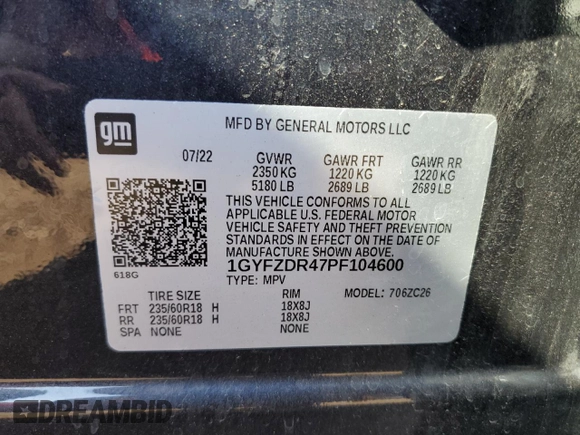 gm
MFD BY GENERAL MOTORS LLC
07/22 GVWR GAWR FRT GAWR RR
2350 KG 1220 KG 1220 KG
5180 LB 2689 LB 2689 LB
THIS VEHICLE CONFORMS TO ALL
APPLICABLE U.S. FEDERAL MOTOR
VEHICLE SAFETY AND THEFT PREVENTION
STANDARDS IN EFFECT ON THE DATE OF
MANUFACTURE SHOWN ABOVE.
618G
1GYFZDR47PF104600
TYPE: MPV
TIRE SIZE RIM MODEL: 706ZC26
FRT 235/60R18 H 18X8J
RR 235/60R18 H 18X8J
SPA NONE NONE
DREAMBID